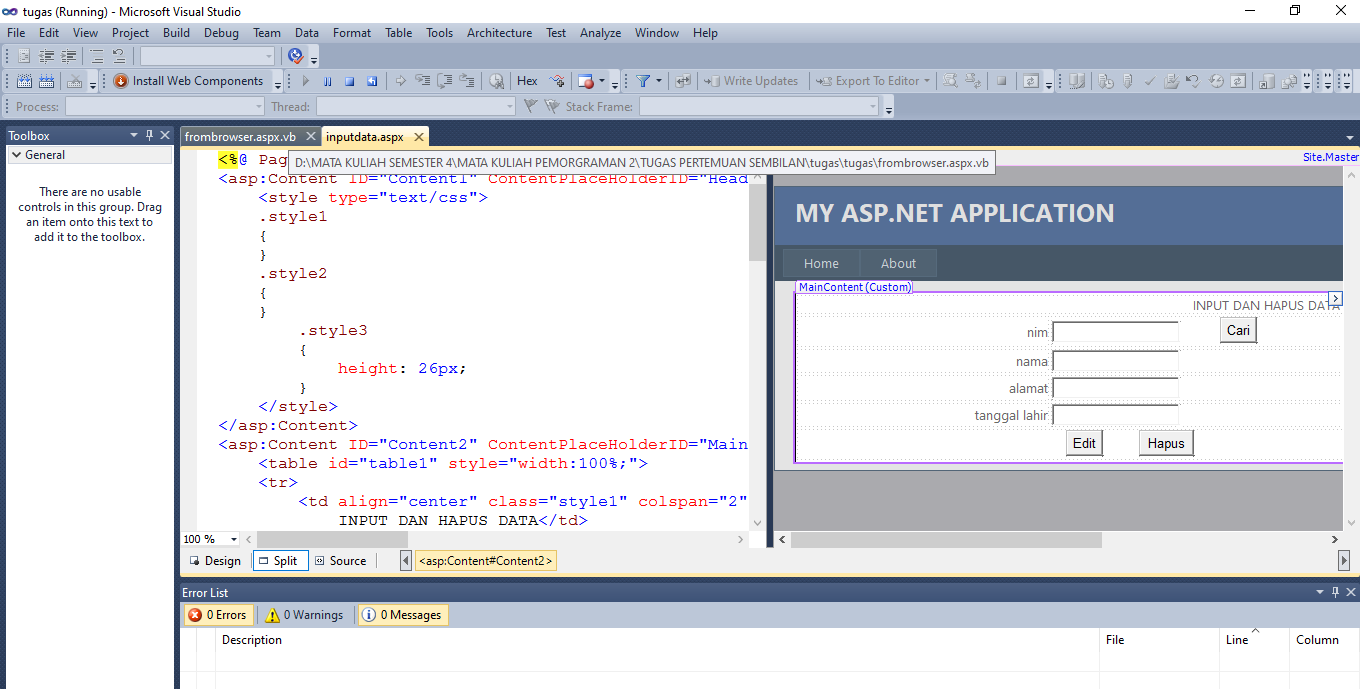 tugas (Running) - Microsoft Visual Studio
File Edit View Project Build Debug Team Data Format Table Tools Architecture Test Analyze Window Help
Install Web Components Hex Write Updates Export To Editor
Process: Thread: Stack Frame:
Toolbox
General
There are no usable
controls in this group. Drag
an item onto this text to
add it to the toolbox.
frombrowser.aspx.vb inputdata.aspx
D:\MATA KULIAH SEMESTER 4\MATA KULIAH PEMORGRAMAN 2\TUGAS PERTEMUAN SEMBILAN\tugas\tugas\frombrowser.aspx.vb
<%@ Pag
<asp:Content ID="Content1" ContentPlaceHolderID="Head
<style type="text/css">
.style1
{
}
.style2
{
}
.style3
{
height: 26px;
}
</style>
</asp:Content>
<asp:Content ID="Content2" ContentPlaceHolderID="Main
<table id="table1" style="width:100%;">
<tr>
<td align="center" class="style1" colspan="2"
INPUT DAN HAPUS DATA</td>
Site.Master
MY ASP.NET APPLICATION
Home About
MainContent (Custom)
INPUT DAN HAPUS DATA
nim Cari
nama
alamat
tanggal lahir
Edit Hapus
100 %
Design Split Source <asp:Content#Content2>
Error List
0 Errors 0 Warnings 0 Messages
Description File Line Column